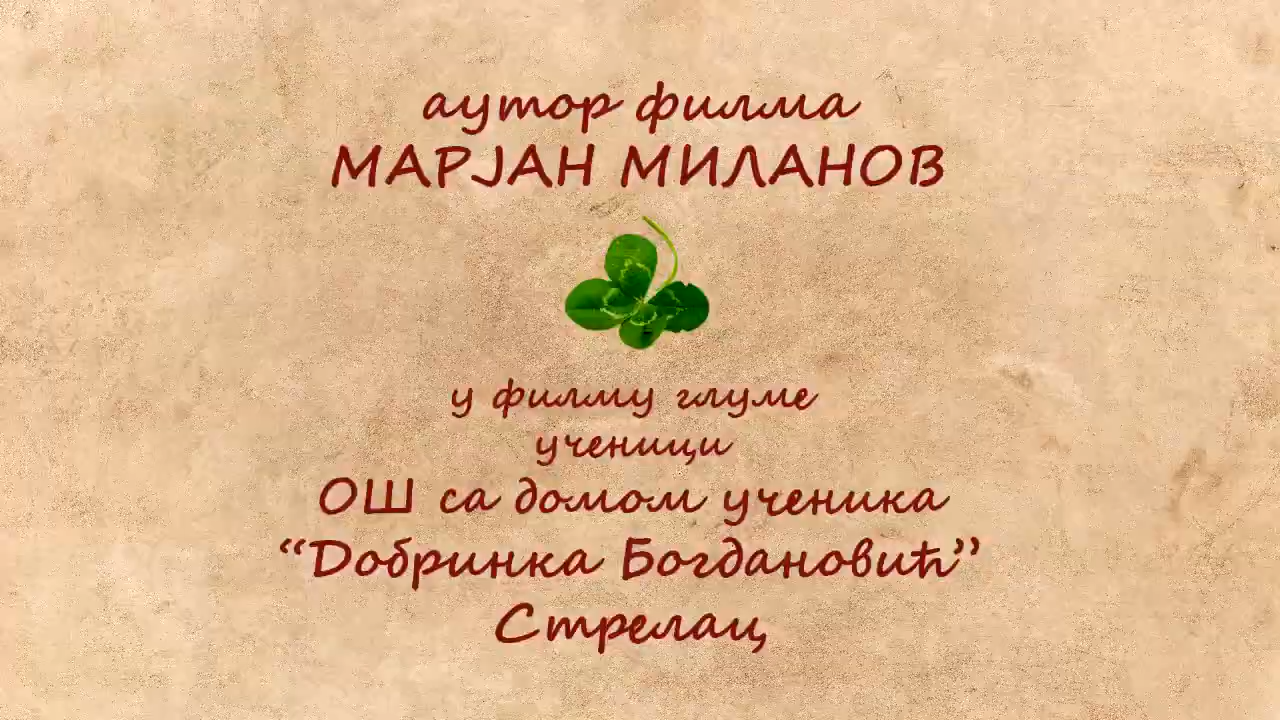 аутор филма
МАРЈАН МИЛАНОВ
у филму глуме
ученици
ОШ са домом ученика
“Добринка Богдановић”
Стрелац